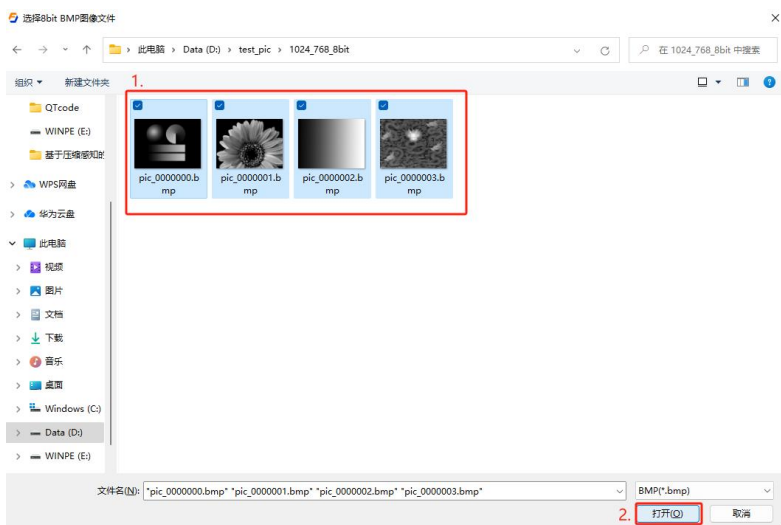 选择8bit BMP图像文件
此电脑 › Data (D:) › test_pic › 1024_768_8bit
在 1024_768_8bit 中搜索
组织 新建文件夹
1.
QTcode
WINPE (E:)
基于压缩感知的
WPS网盘
华为云盘
此电脑
视频
图片
文档
下载
音乐
桌面
Windows (C:)
Data (D:)
WINPE (E:)
pic_0000000.b
mp
pic_0000001.b
mp
pic_0000002.b
mp
pic_0000003.b
mp
文件名(N): "pic_0000000.bmp" "pic_0000001.bmp" "pic_0000002.bmp" "pic_0000003.bmp"
BMP(*.bmp)
2.
打开(O) 取消